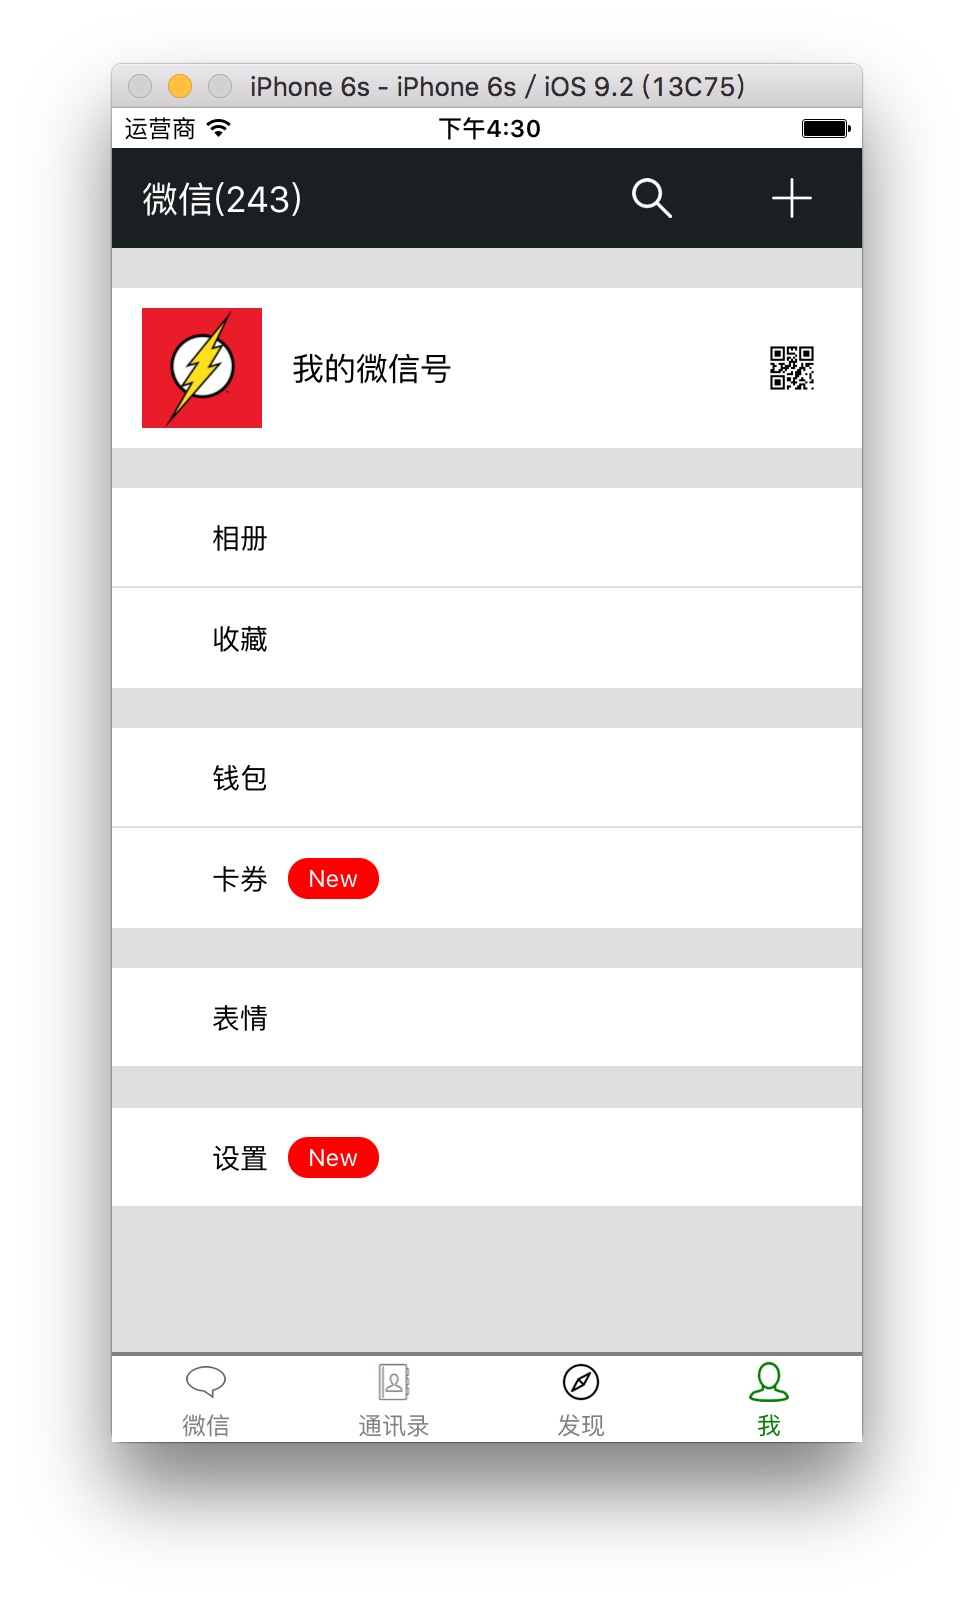 iPhone 6s - iPhone 6s / iOS 9.2 (13C75)
运营商 下午4:30
微信(243)
我的微信号
相册
收藏
钱包
卡券 New
表情
设置 New
微信 通讯录 发现 我